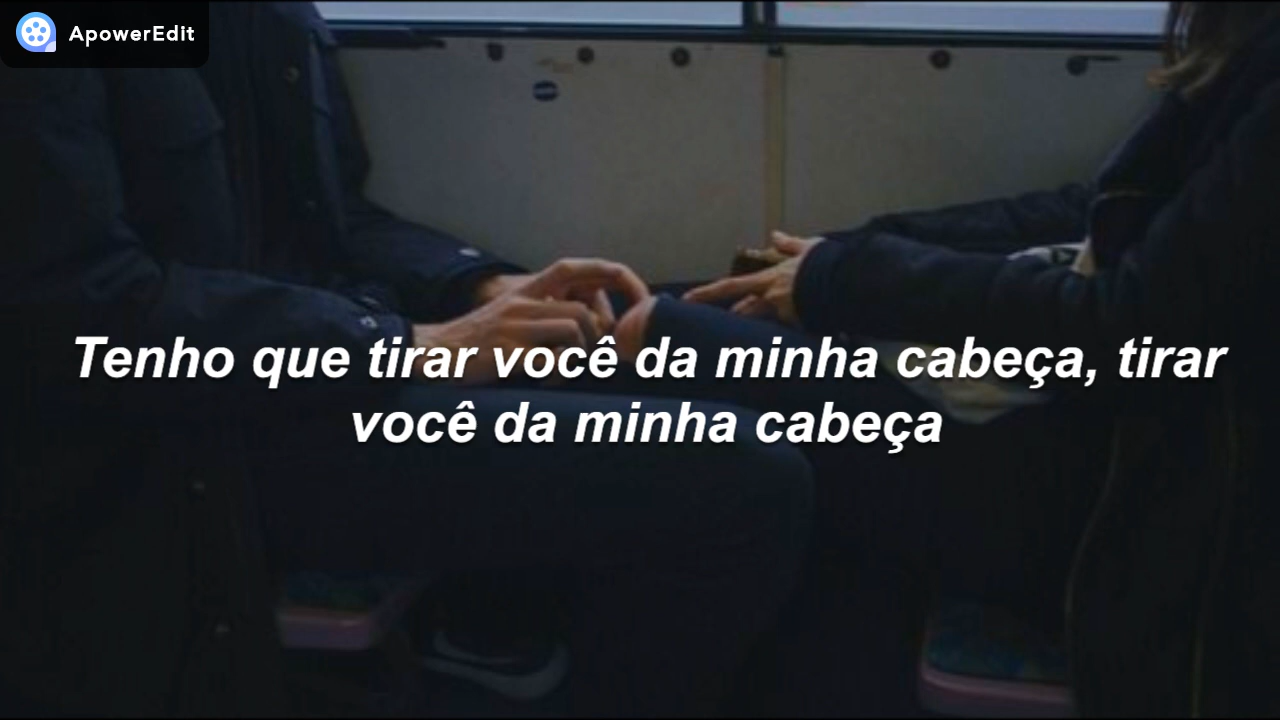 ApowerEdit
Tenho que tirar você da minha cabeça, tirar
você da minha cabeça